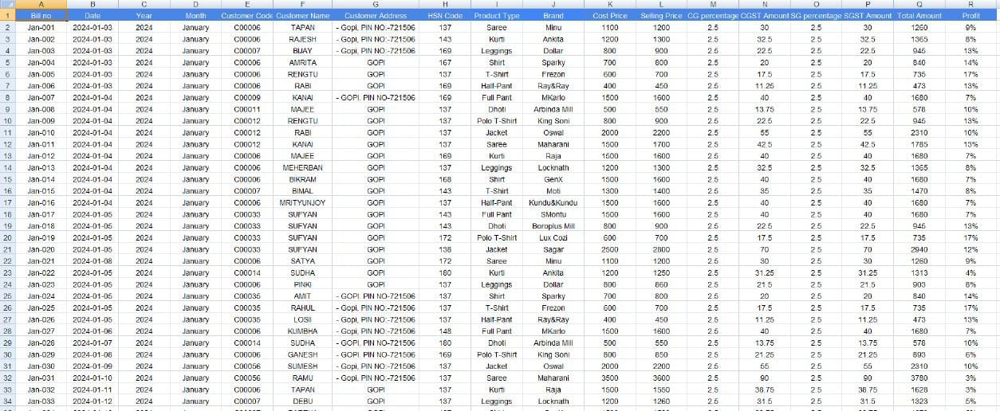 A B C D E F G H I J K L M N O P Q R
1 Bill no Date Year Month Customer Code Customer Name Customer Address HSN Code Product Type Brand Cost Price Selling Price CG percentage CGST Amount SG percentage SGST Amount Total Amount Profit
2 Jan-001 2024-01-03 2024 January C00006 TAPAN - Gopi, PIN NO:-721506 137 Saree Minu 1100 1200 2.5 30 2.5 30 1260 9%
3 Jan-002 2024-01-03 2024 January C00006 RAJESH - Gopi, PIN NO:-721506 143 Kurti Ankita 1200 1300 2.5 32.5 2.5 32.5 1365 8%
4 Jan-003 2024-01-03 2024 January C00007 BIJAY - Gopi, PIN NO:-721506 169 Leggings Dollar 800 900 2.5 22.5 2.5 22.5 945 13%
5 Jan-004 2024-01-03 2024 January C00006 AMRITA GOPI 167 Shirt Sparky 700 800 2.5 20 2.5 20 840 14%
6 Jan-005 2024-01-03 2024 January C00006 RENGTU GOPI 137 T-Shirt Frezon 600 700 2.5 17.5 2.5 17.5 735 17%
7 Jan-006 2024-01-03 2024 January C00006 RABI GOPI 169 Half-Pant Ray&Ray 400 450 2.5 11.25 2.5 11.25 473 13%
8 Jan-007 2024-01-04 2024 January C00009 KANAI - GOPI, PIN NO-721506 169 Full Pant MKarlo 1500 1600 2.5 40 2.5 40 1680 7%
9 Jan-008 2024-01-04 2024 January C00011 MAJEE GOPI 137 Dhoti Arbinda Mill 500 550 2.5 13.75 2.5 13.75 578 10%
10 Jan-009 2024-01-04 2024 January C00012 RENGTU GOPI 137 Polo T-Shirt King Soni 800 900 2.5 22.5 2.5 22.5 945 13%
11 Jan-010 2024-01-04 2024 January C00012 RABI GOPI 137 Jacket Oswal 2000 2200 2.5 55 2.5 55 2310 10%
12 Jan-011 2024-01-04 2024 January C00012 KANAI GOPI 137 Saree Maharani 1500 1700 2.5 42.5 2.5 42.5 1785 13%
13 Jan-012 2024-01-04 2024 January C00006 MAJEE GOPI 169 Kurti Raja 1500 1600 2.5 40 2.5 40 1680 7%
14 Jan-013 2024-01-04 2024 January C00006 MEHERBAN GOPI 137 Leggings Locknath 1200 1300 2.5 32.5 2.5 32.5 1365 8%
15 Jan-014 2024-01-04 2024 January C00006 BIKRAM GOPI 168 Shirt GenX 1500 1600 2.5 40 2.5 40 1680 7%
16 Jan-015 2024-01-04 2024 January C00007 BIMAL GOPI 143 T-Shirt Moti 1300 1400 2.5 35 2.5 35 1470 8%
17 Jan-016 2024-01-04 2024 January C00006 MRITYUNJOY GOPI 137 Half-Pant Kundu&Kundu 1500 1600 2.5 40 2.5 40 1680 7%
18 Jan-017 2024-01-05 2024 January C00033 SUFYAN GOPI 143 Full Pant SMontu 1500 1600 2.5 40 2.5 40 1680 7%
19 Jan-018 2024-01-05 2024 January C00033 SUFYAN GOPI 143 Dhoti Boroplus Mill 800 900 2.5 22.5 2.5 22.5 945 13%
20 Jan-019 2024-01-05 2024 January C00033 SUFYAN GOPI 172 Polo T-Shirt Lux Cozi 600 700 2.5 17.5 2.5 17.5 735 17%
21 Jan-020 2024-01-05 2024 January C00033 SUFYAN GOPI 138 Jacket Sagar 2500 2800 2.5 70 2.5 70 2940 12%
22 Jan-021 2024-01-08 2024 January C00006 SATYA GOPI 172 Saree Minu 1100 1200 2.5 30 2.5 30 1260 9%
23 Jan-022 2024-01-05 2024 January C00014 SUDHA GOPI 180 Kurti Ankita 1200 1250 2.5 31.25 2.5 31.25 1313 4%
24 Jan-023 2024-01-05 2024 January C00006 PINKI GOPI 137 Leggings Dollar 800 860 2.5 21.5 2.5 21.5 903 8%
25 Jan-024 2024-01-05 2024 January C00035 AMIT - GOPI, PIN NO-721506 137 Shirt Sparky 700 800 2.5 20 2.5 20 840 14%
26 Jan-025 2024-01-05 2024 January C00035 RAHUL - Gopi, PIN NO:-721506 137 T-Shirt Frezon 600 700 2.5 17.5 2.5 17.5 735 17%
27 Jan-026 2024-01-05 2024 January C00035 LOSII - Gopi, PIN NO:-721506 137 Half-Pant Ray&Ray 400 450 2.5 11.25 2.5 11.25 473 13%
28 Jan-027 2024-01-06 2024 January C00006 KUMBHA - Gopi, PIN NO:-721506 148 Full Pant MKarlo 1500 1600 2.5 40 2.5 40 1680 7%
29 Jan-028 2024-01-07 2024 January C00014 SUDHA - GOPI, PIN NO-721506 180 Dhoti Arbinda Mill 500 550 2.5 13.75 2.5 13.75 578 10%
30 Jan-029 2024-01-08 2024 January C00006 GANESH - GOPI, PIN NO-721506 169 Polo T-Shirt King Soni 800 850 2.5 21.25 2.5 21.25 893 6%
31 Jan-030 2024-01-09 2024 January C00056 SUMESH - Gopi, PIN NO:-721506 137 Jacket Oswal 2000 2200 2.5 55 2.5 55 2310 10%
32 Jan-031 2024-01-10 2024 January C00056 RAMU - Gopi, PIN NO:-721506 137 Saree Maharani 3500 3600 2.5 90 2.5 90 3780 3%
33 Jan-032 2024-01-11 2024 January C00006 TAPAN GOPI 137 Kurti Raja 1500 1550 2.5 38.75 2.5 38.75 1628 3%
34 Jan-033 2024-01-12 2024 January C00007 DEBU GOPI 137 Leggings Locknath 1200 1260 2.5 31.5 2.5 31.5 1323 5%